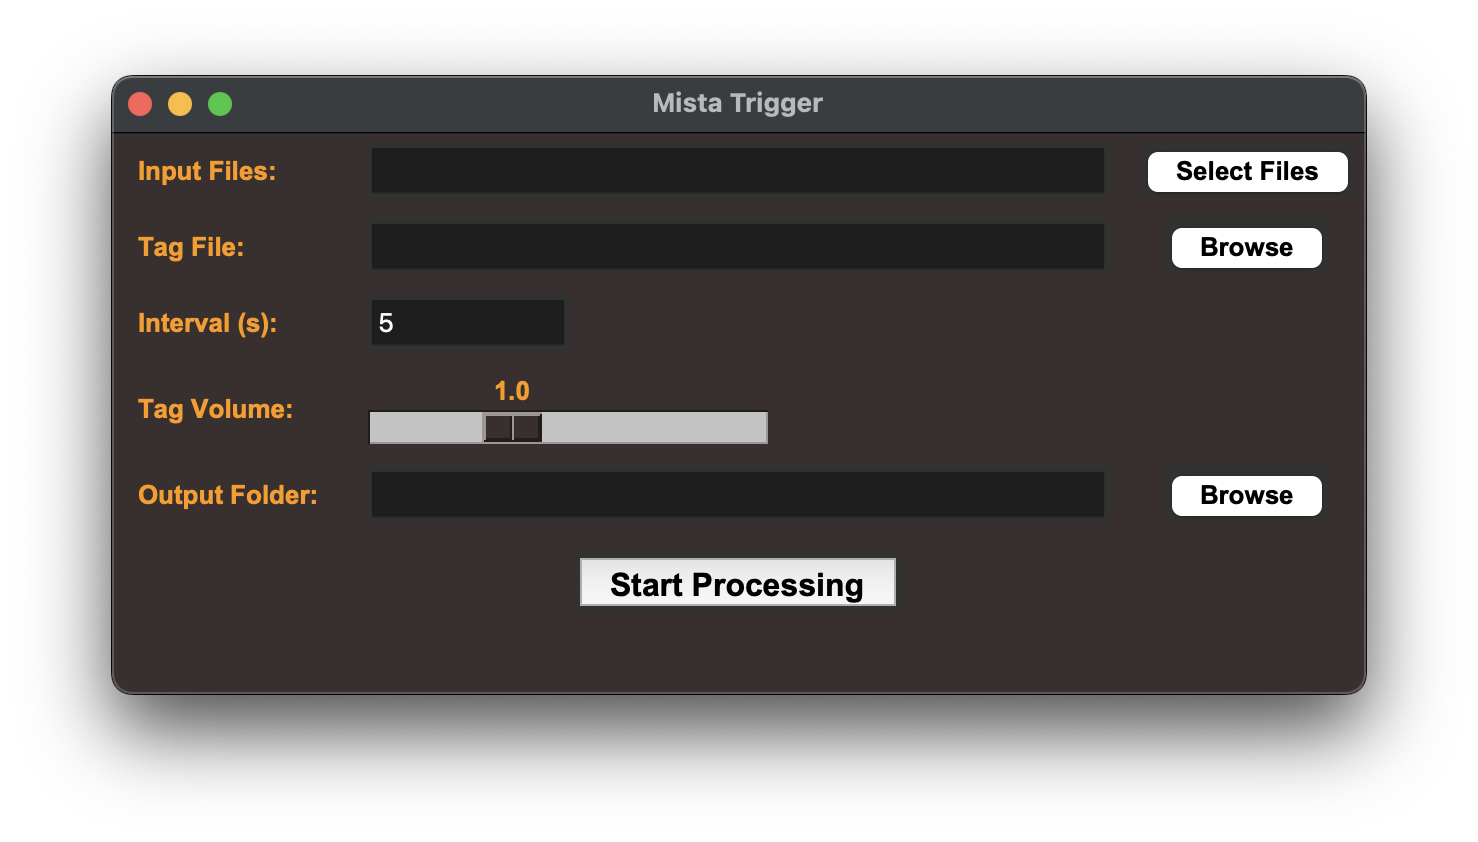 Mista Trigger
Input Files: Select Files
Tag File: Browse
Interval (s): 5
1.0
Tag Volume:
Output Folder: Browse
Start Processing